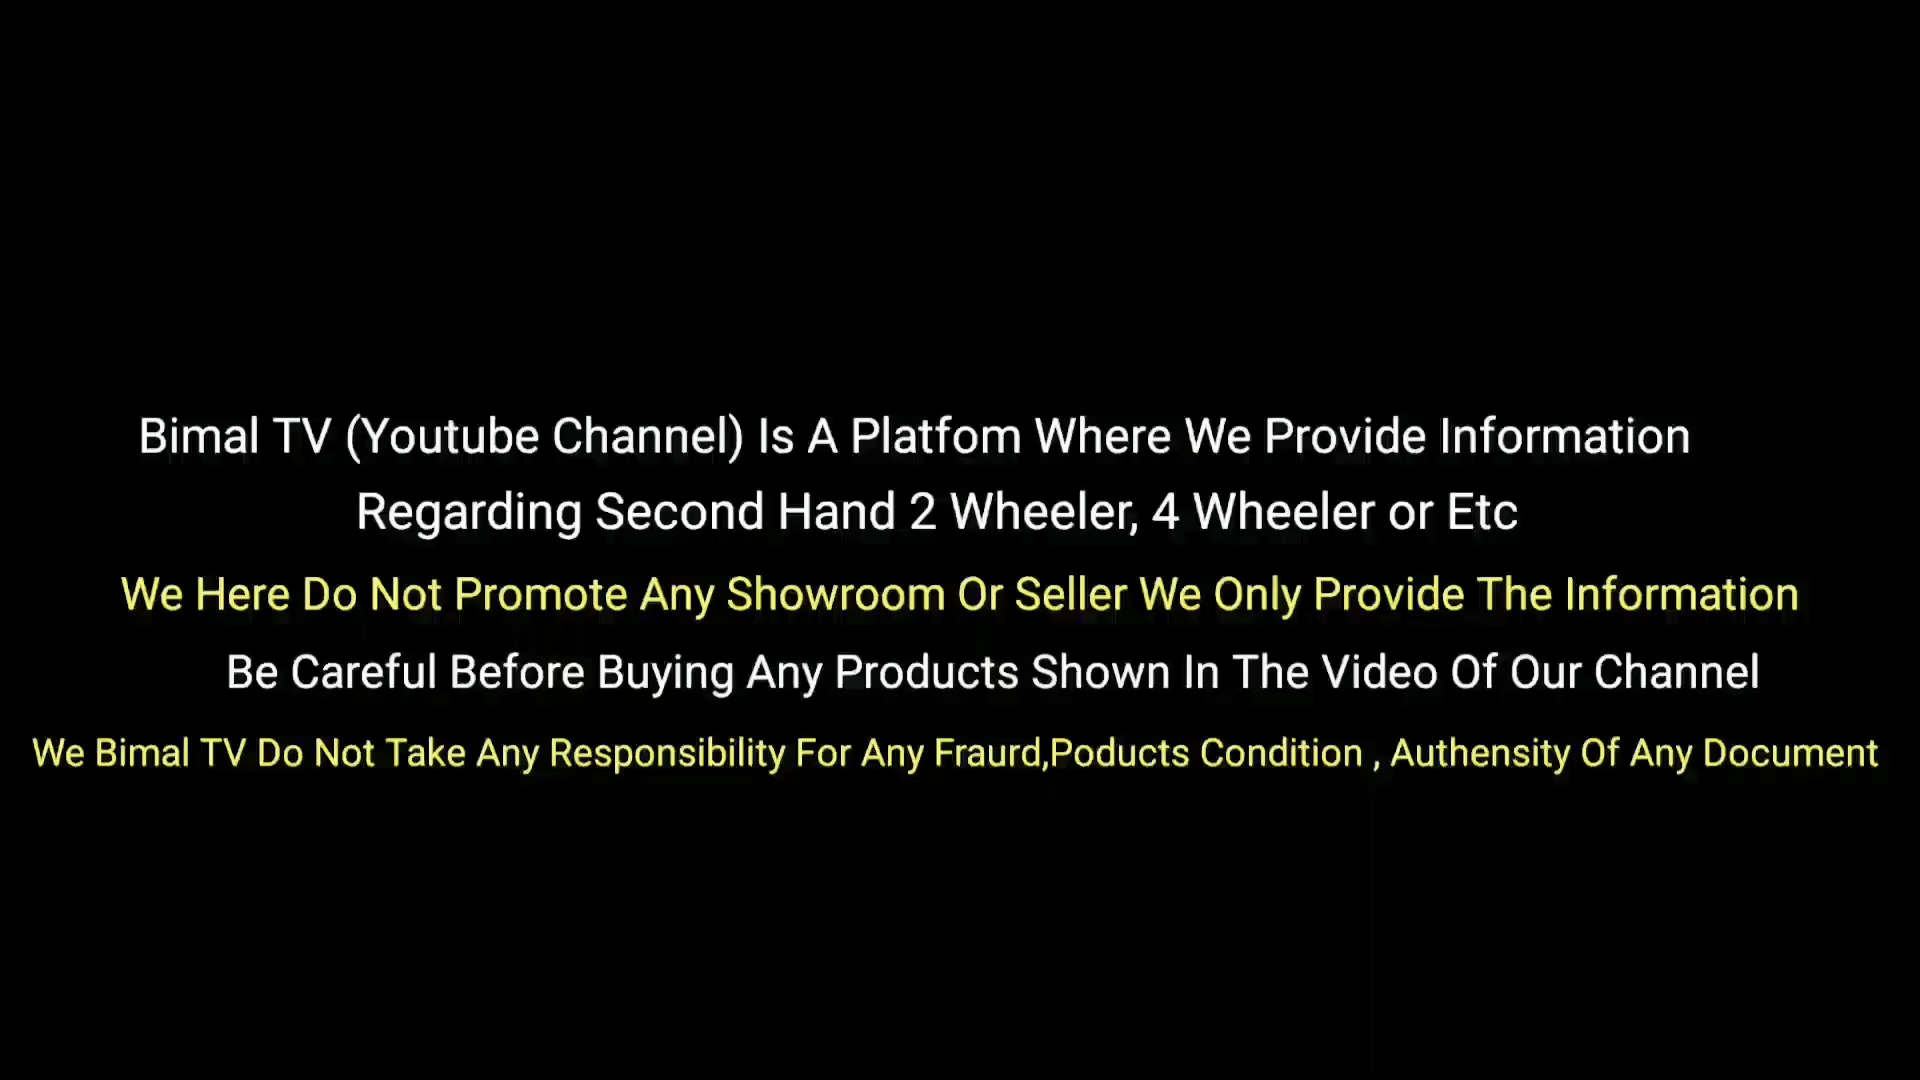 Bimal TV (Youtube Channel) Is A Platfom Where We Provide Information
Regarding Second Hand 2 Wheeler, 4 Wheeler or Etc
We Here Do Not Promote Any Showroom Or Seller We Only Provide The Information
Be Careful Before Buying Any Products Shown In The Video Of Our Channel
We Bimal TV Do Not Take Any Responsibility For Any Fraurd,Poducts Condition , Authensity Of Any Document